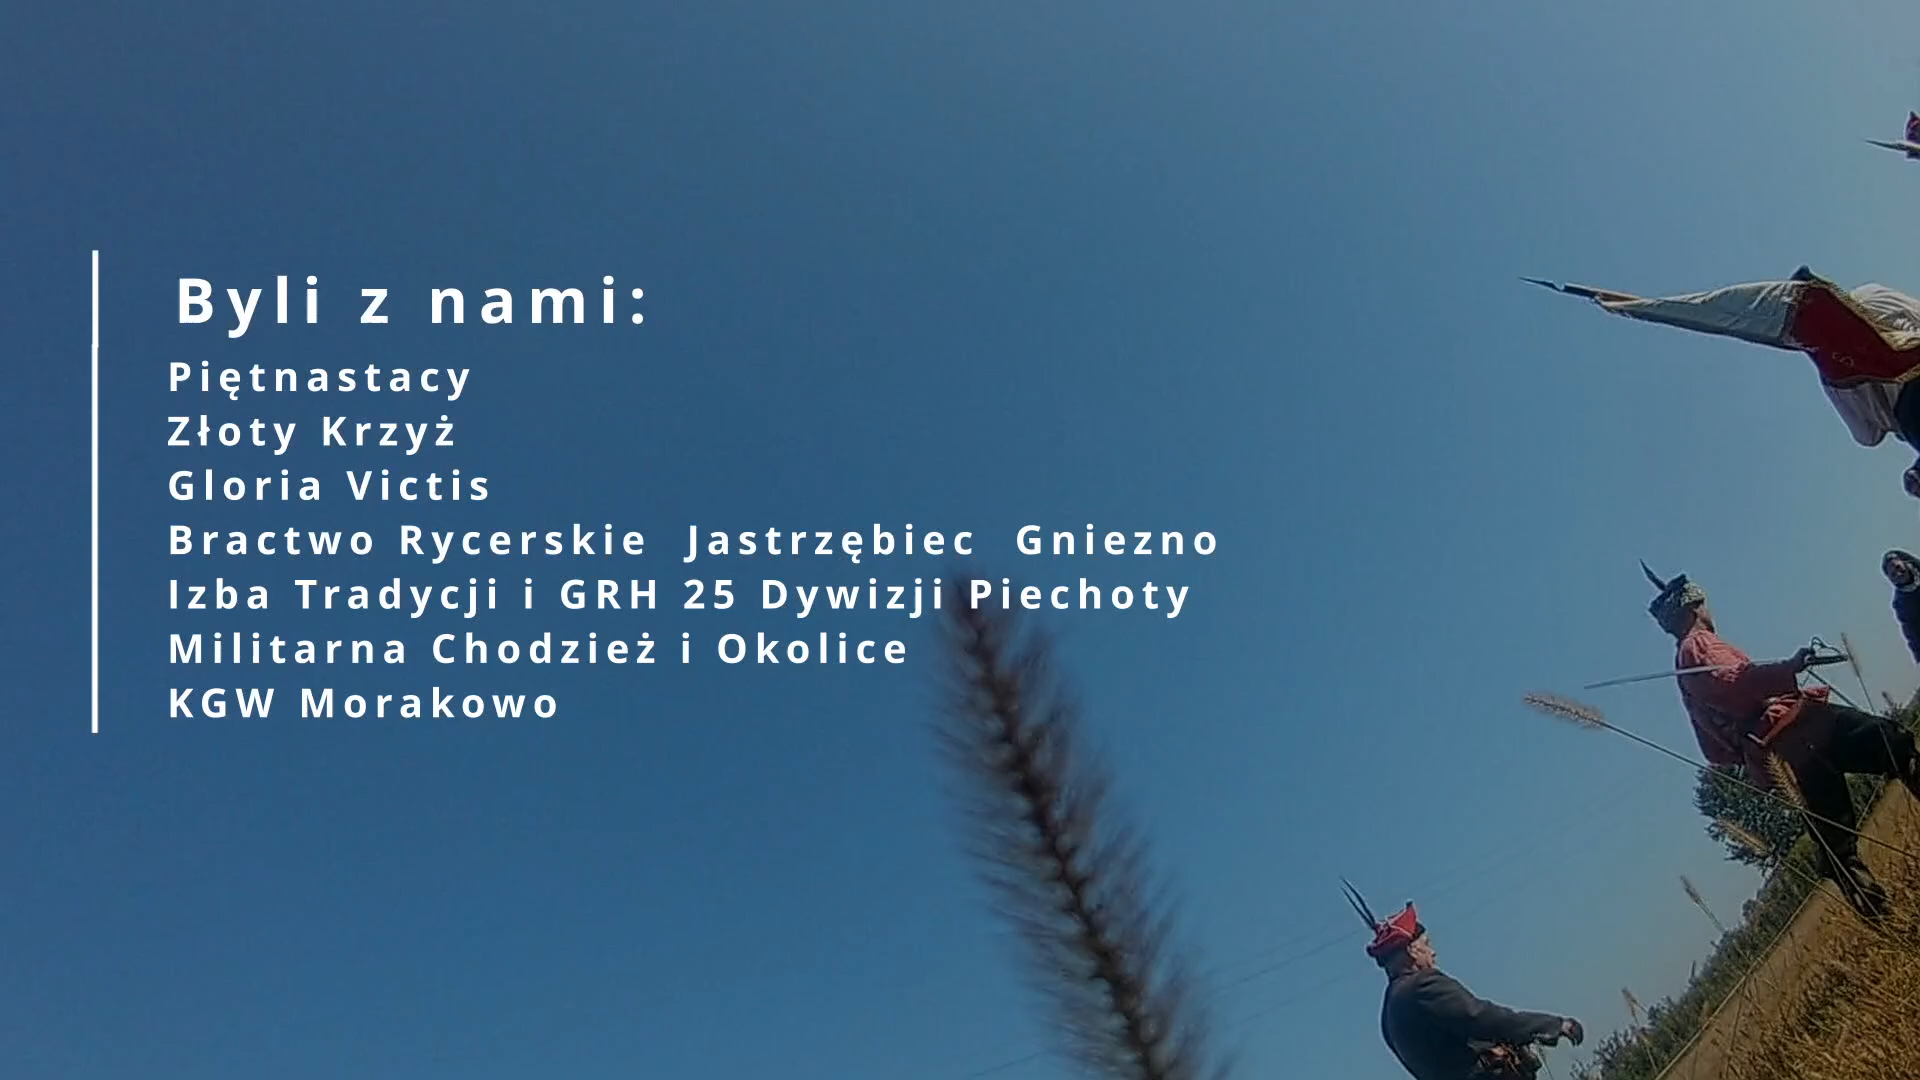 Byli z nami:
Piętnastacy
Złoty Krzyż
Gloria Victis
Bractwo Rycerskie Jastrzębiec Gniezno
Izba Tradycji i GRH 25 Dywizji Piechoty
Militarna Chodzież i Okolice
KGW Morakowo